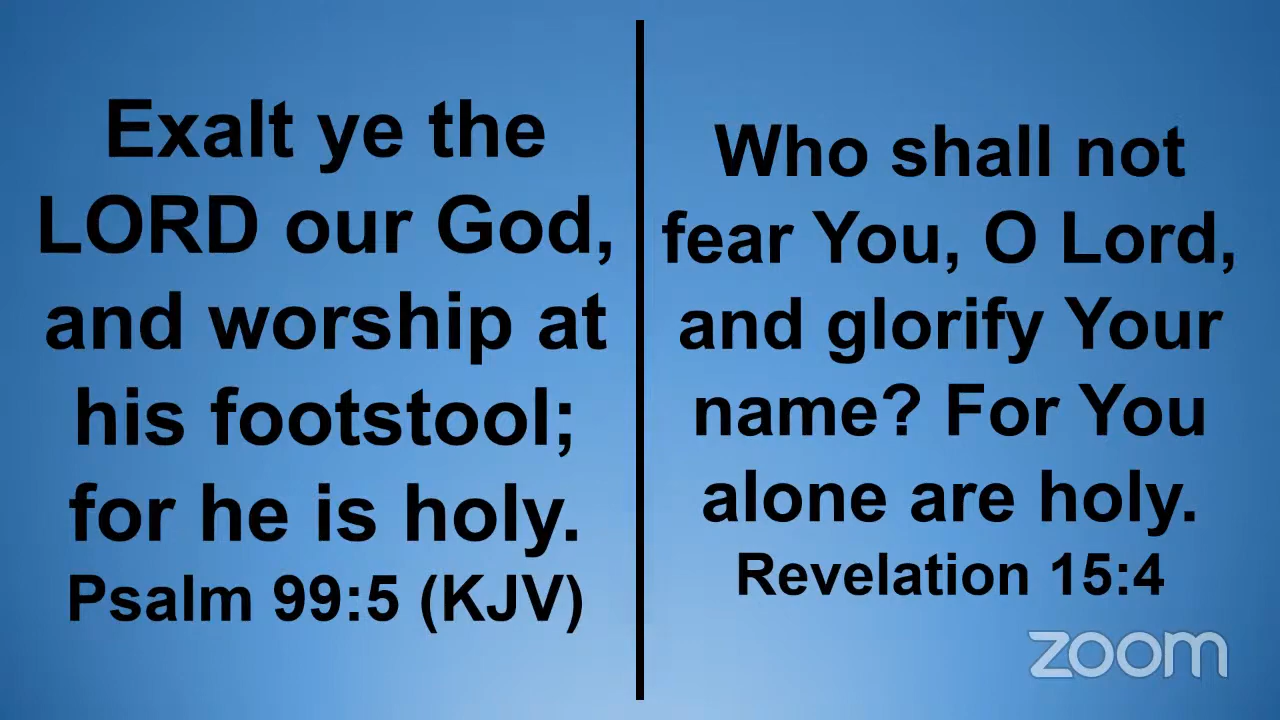 Exalt ye the
LORD our God,
and worship at
his footstool;
for he is holy.
Psalm 99:5 (KJV)
Who shall not
fear You, O Lord,
and glorify Your
name? For You
alone are holy.
Revelation 15:4
zoom